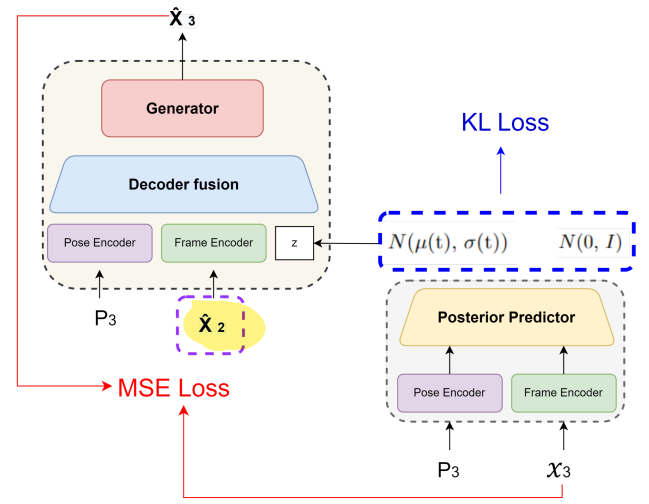 X̂ 3
Generator
KL Loss
Decoder fusion
Pose Encoder
Frame Encoder
z
N(μ(t), σ(t))
N(0, I)
P3
X̂ 2
Posterior Predictor
MSE Loss
Pose Encoder
Frame Encoder
P3
x3